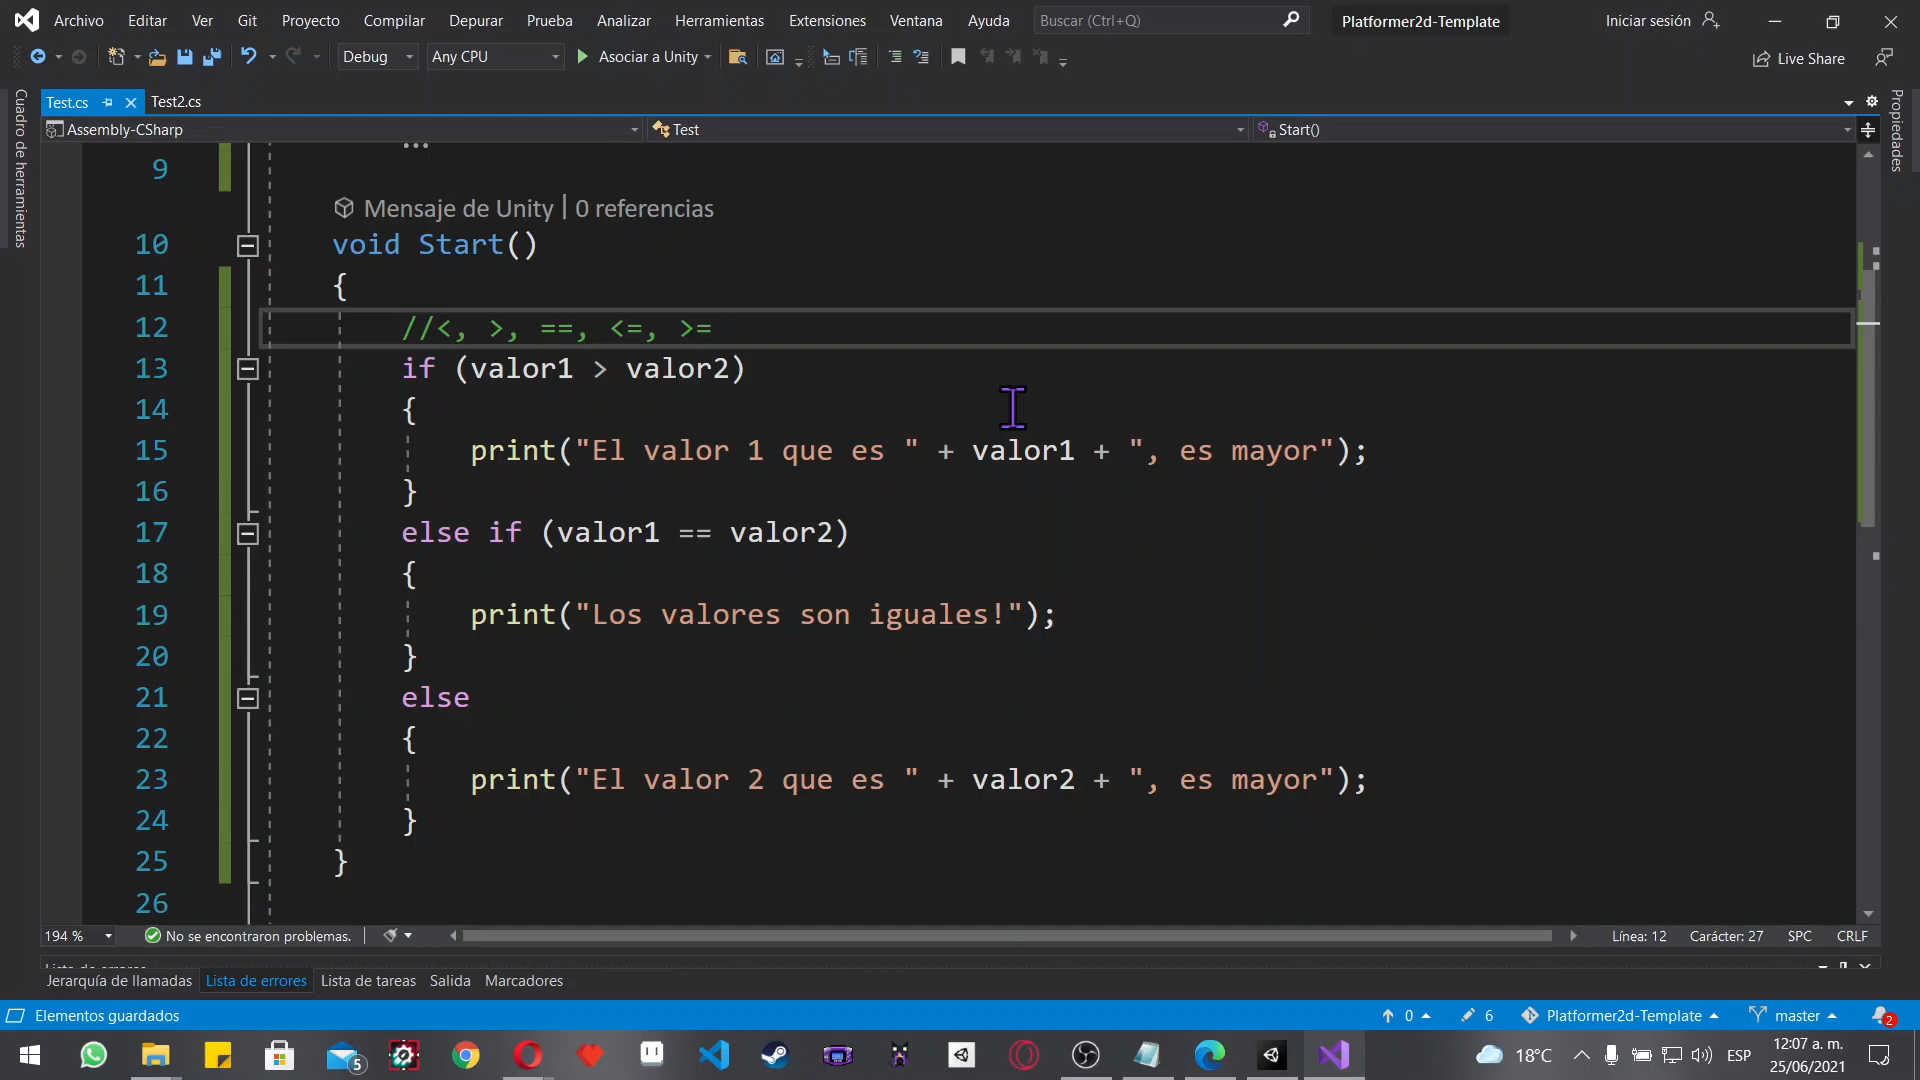 Archivo Editar Ver Git Proyecto Compilar Depurar Prueba Analizar Herramientas Extensiones Ventana Ayuda Buscar (Ctrl+Q) Platformer2d-Template Iniciar sesión
Debug Any CPU Asociar a Unity Live Share
Cuadro de herramientas
Test.cs Test2.cs
Propiedades
Assembly-CSharp Test Start()
...
9
Mensaje de Unity | 0 referencias
10 void Start()
11 {
12 //<, >, ==, <=, >=
13 if (valor1 > valor2)
14 {
15 print("El valor 1 que es " + valor1 + ", es mayor");
16 }
17 else if (valor1 == valor2)
18 {
19 print("Los valores son iguales!");
20 }
21 else
22 {
23 print("El valor 2 que es " + valor2 + ", es mayor");
24 }
25 }
26
194 % No se encontraron problemas. Línea: 12 Carácter: 27 SPC CRLF
Lista de errores
Jerarquía de llamadas Lista de errores Lista de tareas Salida Marcadores
Elementos guardados 0 6 Platformer2d-Template master 2
5 18°C ESP 12:07 a. m.
25/06/2021